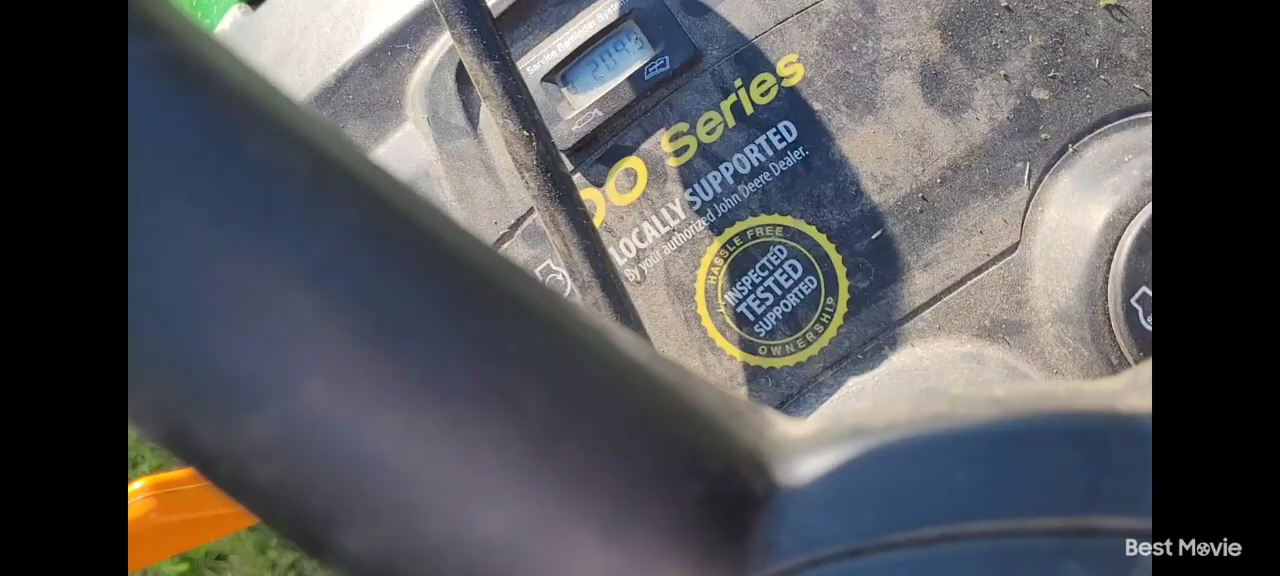 Service Reminder System
00 Series
LOCALLY SUPPORTED
By your authorized John Deere Dealer.
HASSLE FREE
INSPECTED
TESTED
SUPPORTED
OWNERSHIP
Best Movie